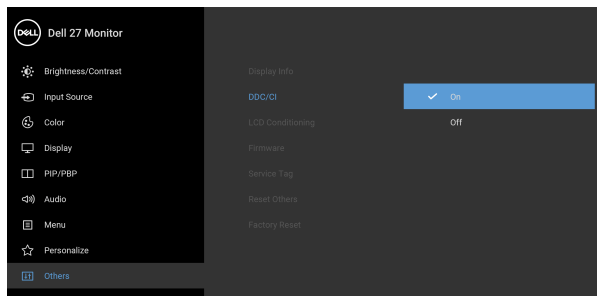 DELL Dell 27 Monitor
Brightness/Contrast
Input Source
Color
Display
PIP/PBP
Audio
Menu
Personalize
Others
Display Info
DDC/CI
LCD Conditioning
Firmware
Service Tag
Reset Others
Factory Reset
On
Off